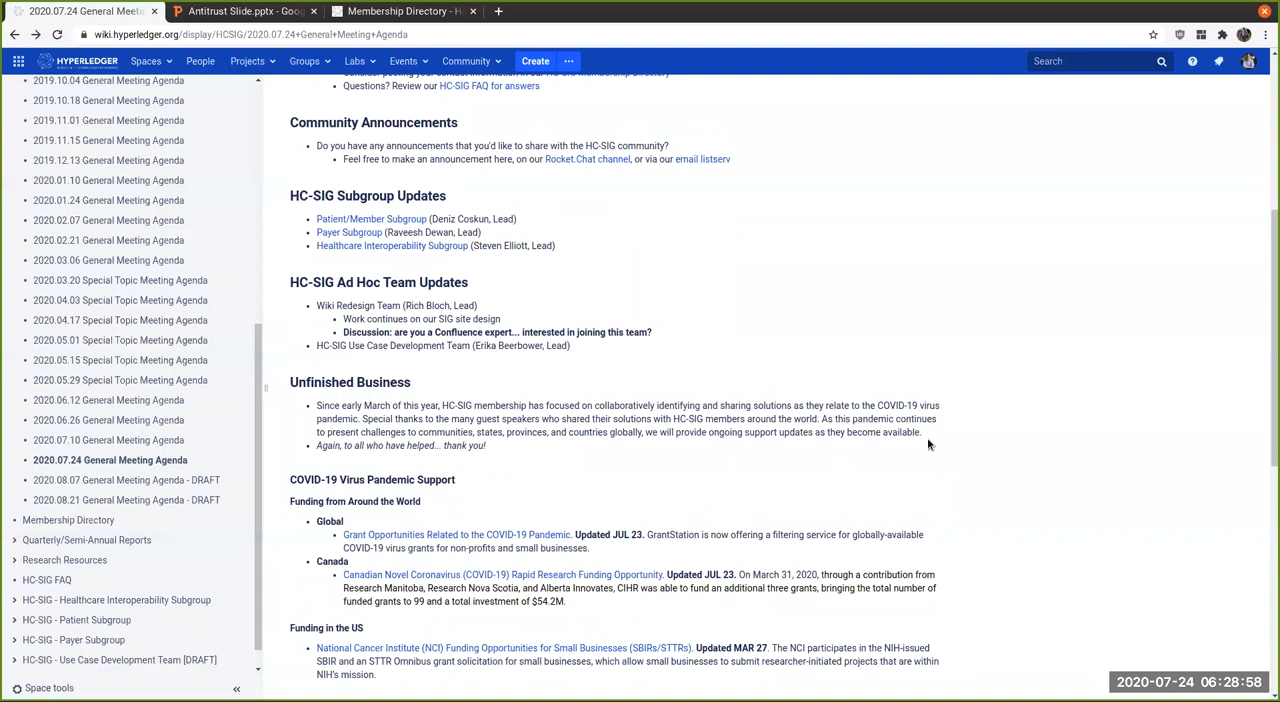 2020.07.24 General Meeti
Antitrust Slide.pptx - Goo
Membership Directory - H
wiki.hyperledger.org/display/HCSIG/2020.07.24+General+Meeting+Agenda
HYPERLEDGER Spaces People Projects Groups Labs Events Community Create ··· Search
2019.10.04 General Meeting Agenda
2019.10.18 General Meeting Agenda
2019.11.01 General Meeting Agenda
2019.11.15 General Meeting Agenda
2019.12.13 General Meeting Agenda
2020.01.10 General Meeting Agenda
2020.01.24 General Meeting Agenda
2020.02.07 General Meeting Agenda
2020.02.21 General Meeting Agenda
2020.03.06 General Meeting Agenda
2020.03.20 Special Topic Meeting Agenda
2020.04.03 Special Topic Meeting Agenda
2020.04.17 Special Topic Meeting Agenda
2020.05.01 Special Topic Meeting Agenda
2020.05.15 Special Topic Meeting Agenda
2020.05.29 Special Topic Meeting Agenda
2020.06.12 General Meeting Agenda
2020.06.26 General Meeting Agenda
2020.07.10 General Meeting Agenda
2020.07.24 General Meeting Agenda
2020.08.07 General Meeting Agenda - DRAFT
2020.08.21 General Meeting Agenda - DRAFT
Membership Directory
Quarterly/Semi-Annual Reports
Research Resources
HC-SIG FAQ
HC-SIG - Healthcare Interoperability Subgroup
HC-SIG - Patient Subgroup
HC-SIG - Payer Subgroup
HC-SIG - Use Case Development Team [DRAFT]
Space tools
Questions? Review our HC-SIG FAQ for answers
Community Announcements
Do you have any announcements that you'd like to share with the HC-SIG community?
Feel free to make an announcement here, on our Rocket.Chat channel, or via our email listserv
HC-SIG Subgroup Updates
Patient/Member Subgroup (Deniz Coskun, Lead)
Payer Subgroup (Raveesh Dewan, Lead)
Healthcare Interoperability Subgroup (Steven Elliott, Lead)
HC-SIG Ad Hoc Team Updates
Wiki Redesign Team (Rich Bloch, Lead)
Work continues on our SIG site design
Discussion: are you a Confluence expert... interested in joining this team?
HC-SIG Use Case Development Team (Erika Beerbower, Lead)
Unfinished Business
Since early March of this year, HC-SIG membership has focused on collaboratively identifying and sharing solutions as they relate to the COVID-19 virus
pandemic. Special thanks to the many guest speakers who shared their solutions with HC-SIG members around the world. As this pandemic continues
to present challenges to communities, states, provinces, and countries globally, we will provide ongoing support updates as they become available.
Again, to all who have helped... thank you!
COVID-19 Virus Pandemic Support
Funding from Around the World
Global
Grant Opportunities Related to the COVID-19 Pandemic. Updated JUL 23. GrantStation is now offering a filtering service for globally-available
COVID-19 virus grants for non-profits and small businesses.
Canada
Canadian Novel Coronavirus (COVID-19) Rapid Research Funding Opportunity. Updated JUL 23. On March 31, 2020, through a contribution from
Research Manitoba, Research Nova Scotia, and Alberta Innovates, CIHR was able to fund an additional three grants, bringing the total number of
funded grants to 99 and a total investment of $54.2M.
Funding in the US
National Cancer Institute (NCI) Funding Opportunities for Small Businesses (SBIRs/STTRs). Updated MAR 27. The NCI participates in the NIH-issued
SBIR and an STTR Omnibus grant solicitation for small businesses, which allow small businesses to submit researcher-initiated projects that are within
NIH's mission.
2020-07-24 06:28:58